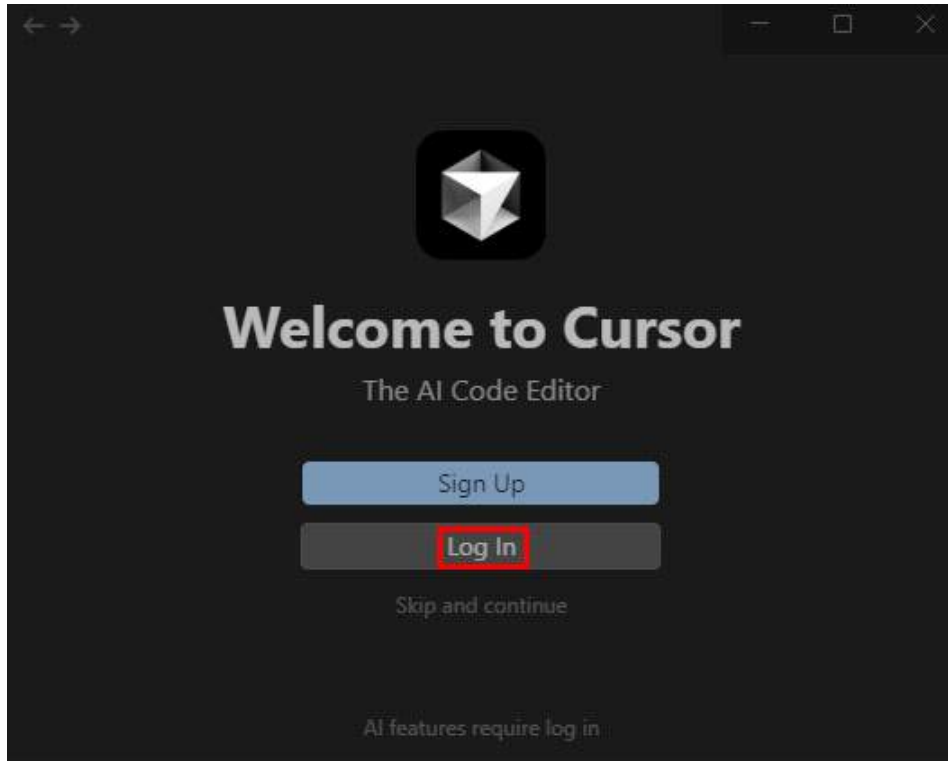 Welcome to Cursor
The AI Code Editor
Sign Up
Log In
Skip and continue
AI features require log in